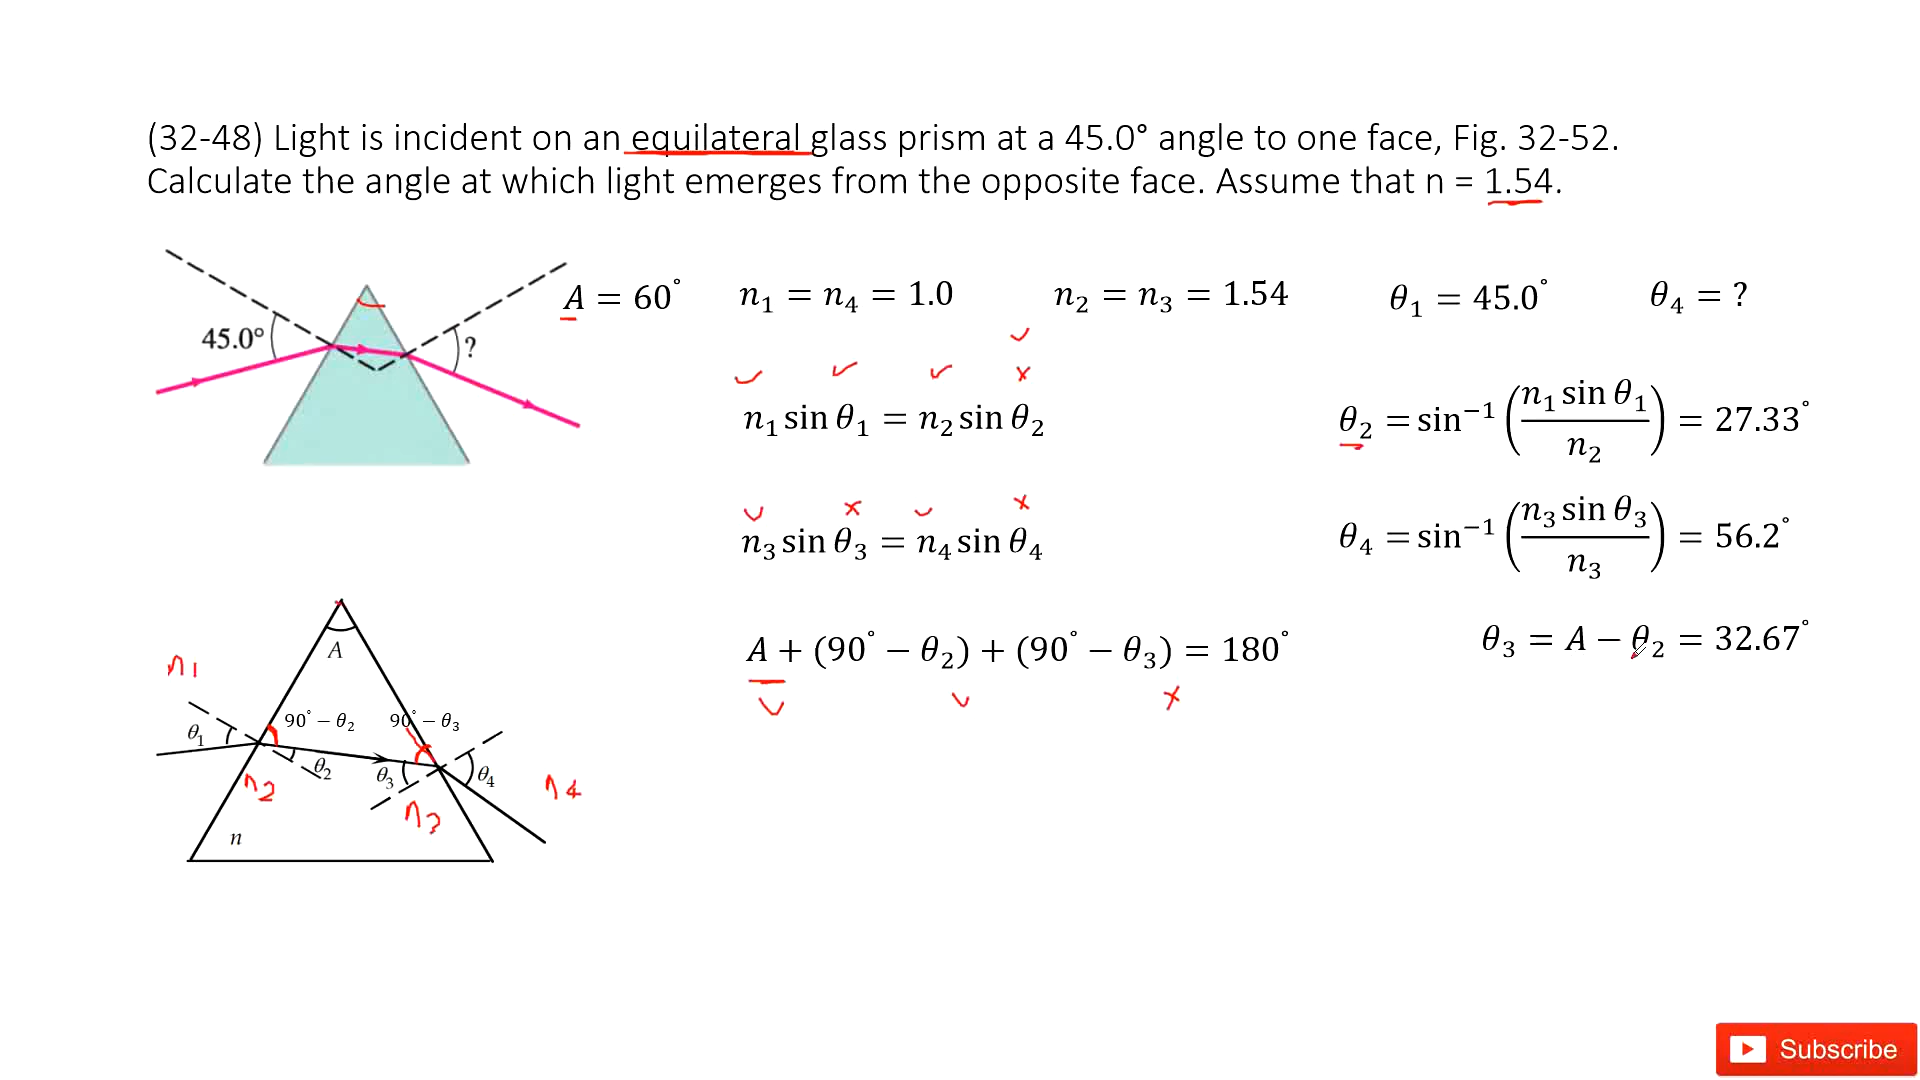 (32-48) Light is incident on an equilateral glass prism at a 45.0° angle to one face, Fig. 32-52.
Calculate the angle at which light emerges from the opposite face. Assume that n = 1.54.
A = 60° n₁ = n₄ = 1.0 n₂ = n₃ = 1.54 θ₁ = 45.0° θ₄ = ?
45.0° ?
n₁ sin θ₁ = n₂ sin θ₂ θ₂ = sin⁻¹ (n₁ sin θ₁ / n₂) = 27.33°
n₃ sin θ₃ = n₄ sin θ₄ θ₄ = sin⁻¹ (n₃ sin θ₃ / n₃) = 56.2°
A + (90° − θ₂) + (90° − θ₃) = 180° θ₃ = A − θ₂ = 32.67°
A
n₁
90° − θ₂ 90° − θ₃
θ₁ θ₂ θ₃ θ₄
n₂ n₃ n₄
n
Subscribe